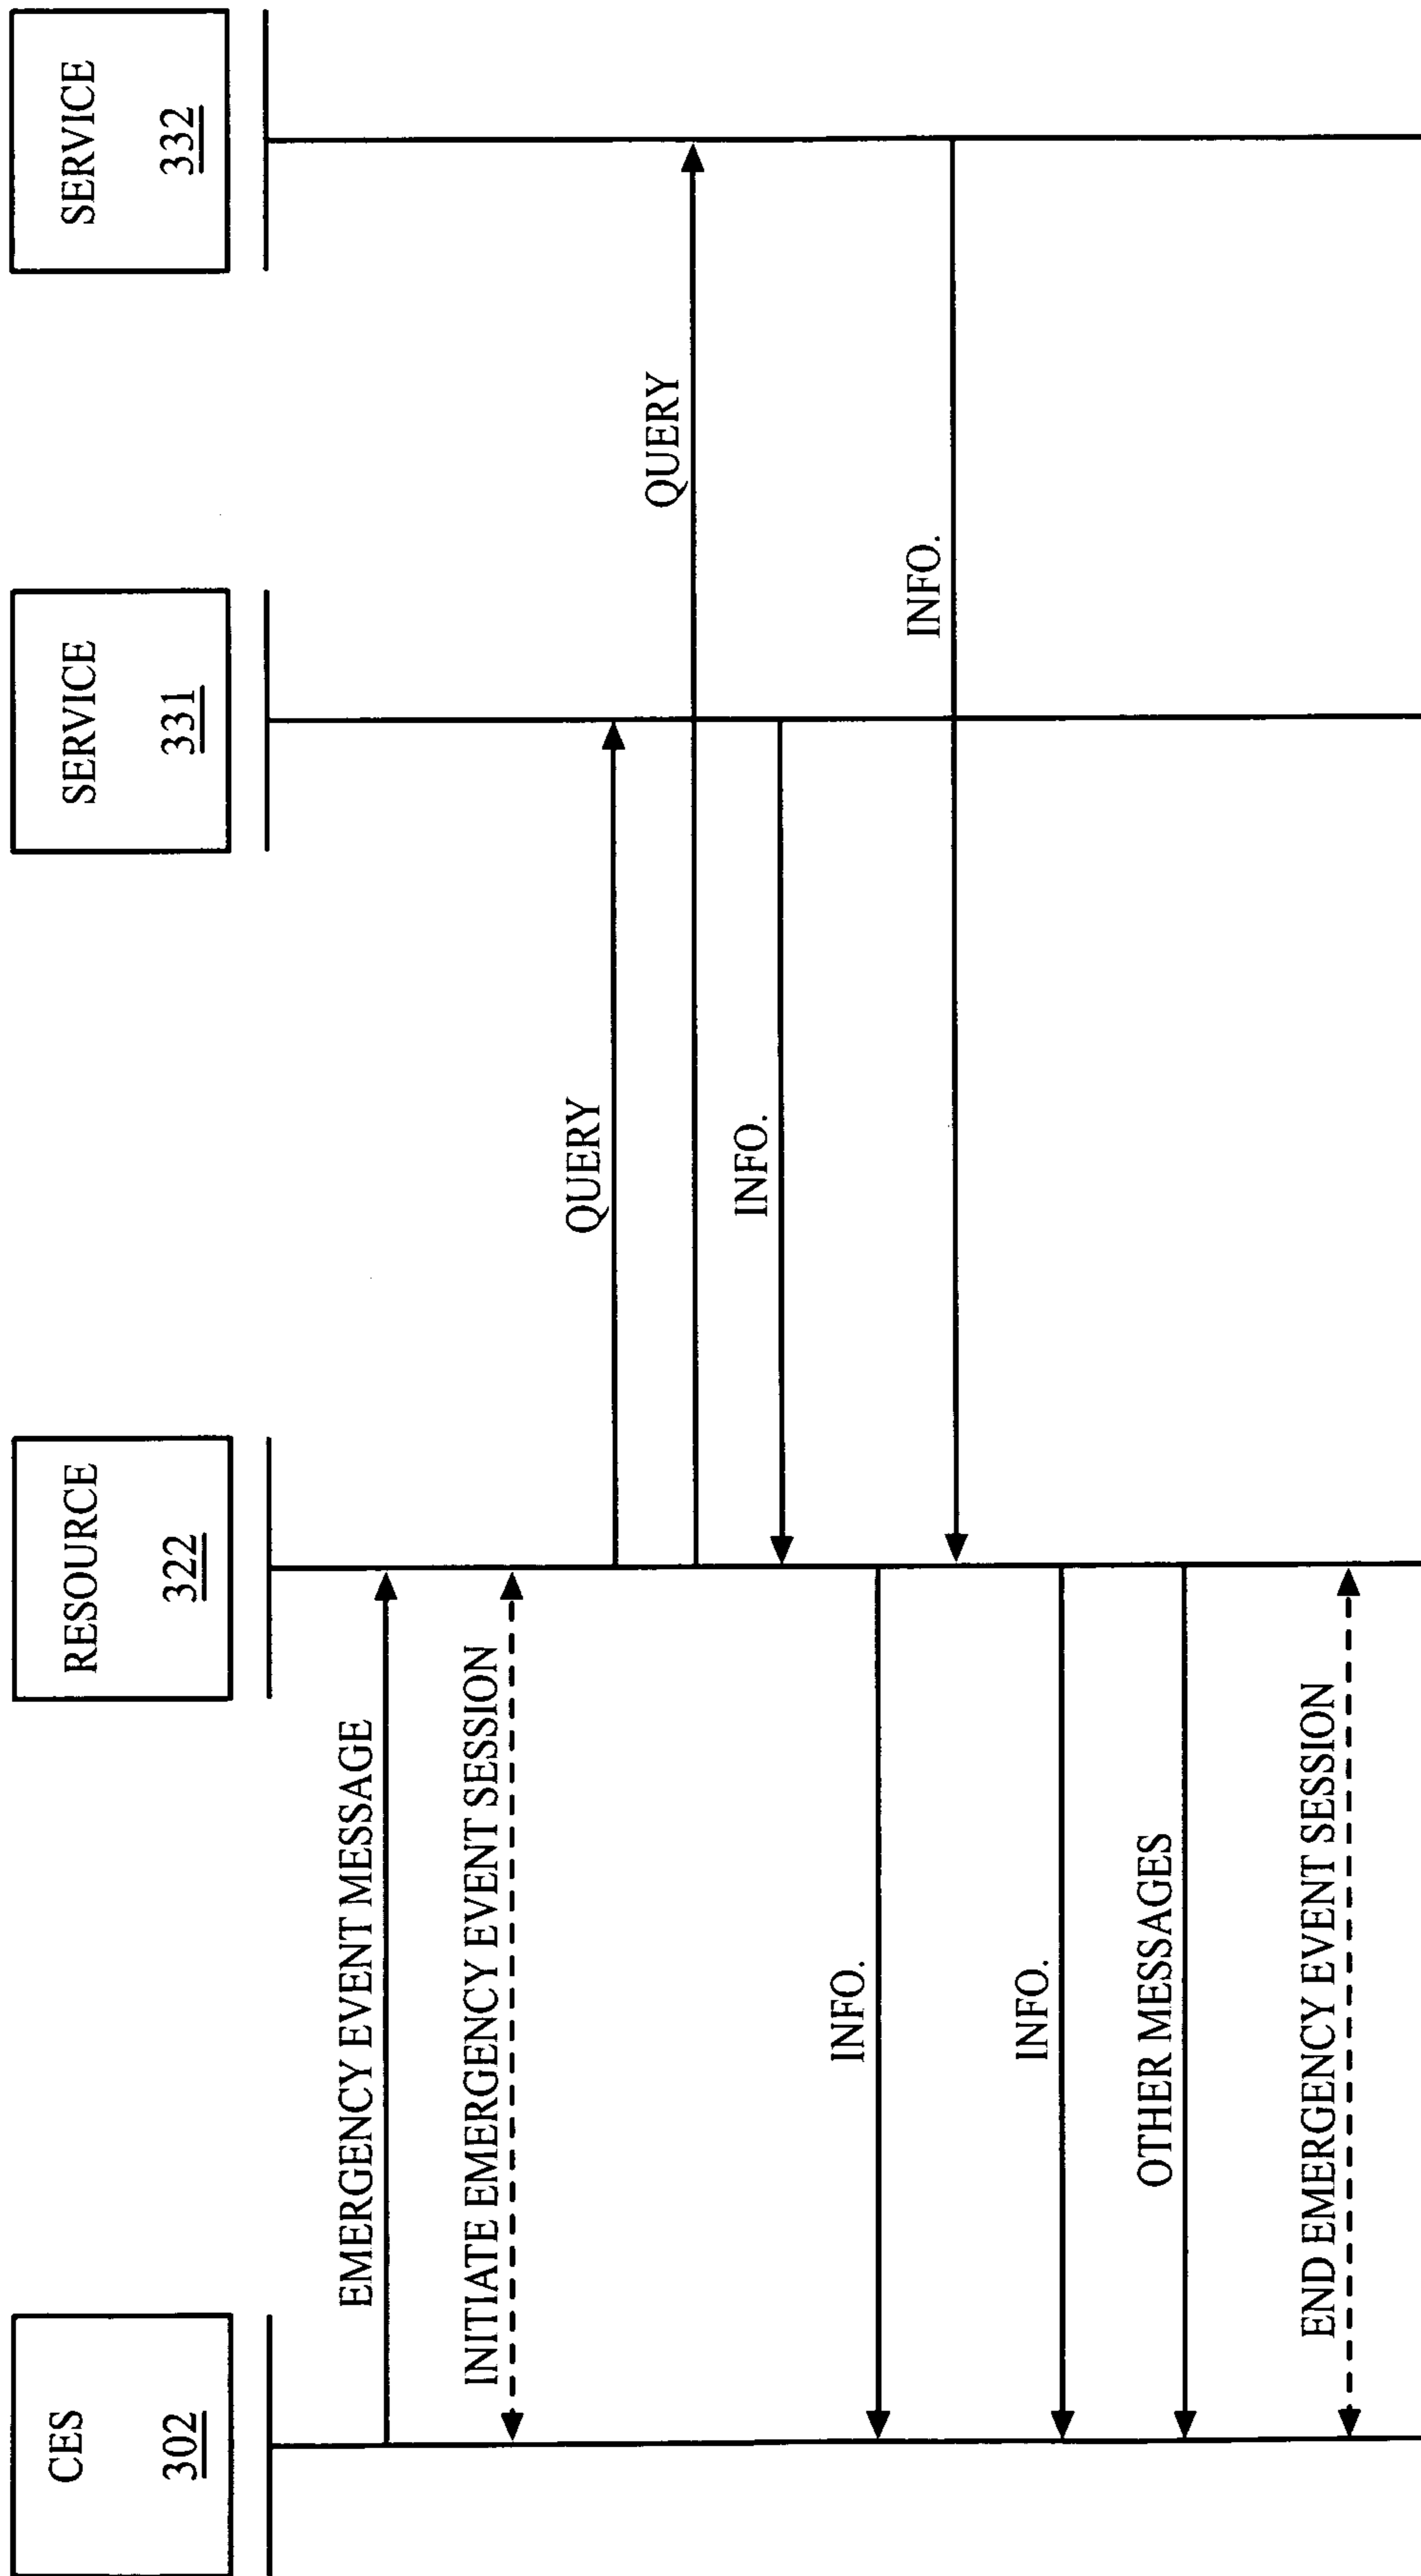 CES
302
RESOURCE
322
SERVICE
331
SERVICE
332
EMERGENCY EVENT MESSAGE
INITIATE EMERGENCY EVENT SESSION
QUERY
QUERY
INFO.
INFO.
INFO.
INFO.
OTHER MESSAGES
END EMERGENCY EVENT SESSION